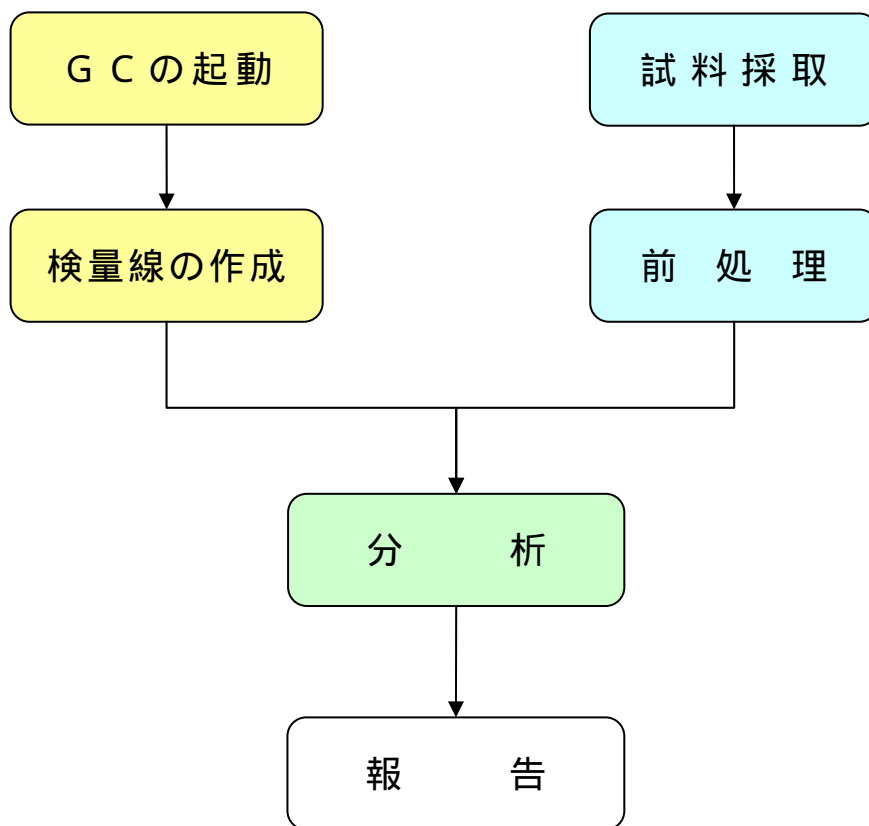 ＧＣの起動
試料採取
検量線の作成
前処理
分析
報告